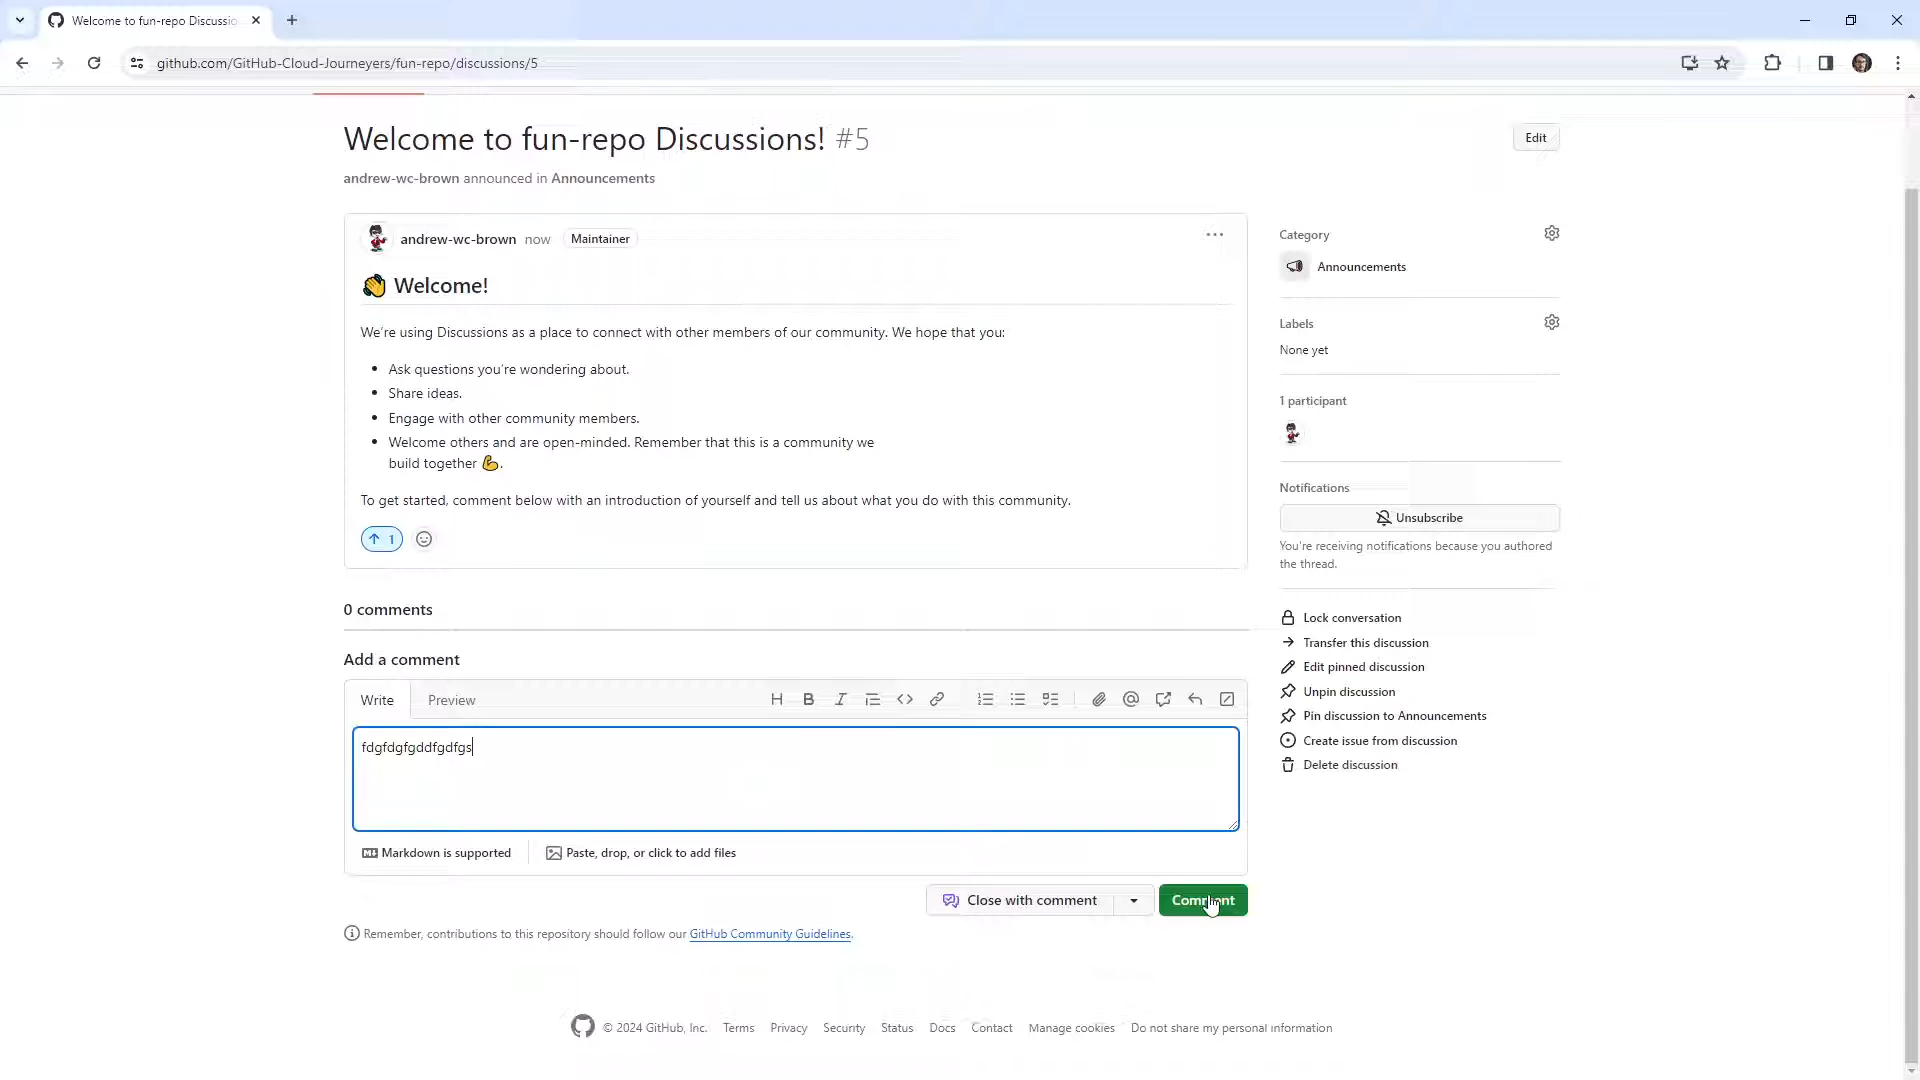 Welcome to fun-repo Discussio
github.com/GitHub-Cloud-Journeyers/fun-repo/discussions/5
Welcome to fun-repo Discussions! #5
Edit
andrew-wc-brown announced in Announcements
andrew-wc-brown now Maintainer
👋 Welcome!
We're using Discussions as a place to connect with other members of our community. We hope that you:
• Ask questions you're wondering about.
• Share ideas.
• Engage with other community members.
• Welcome others and are open-minded. Remember that this is a community we
build together 💪.
To get started, comment below with an introduction of yourself and tell us about what you do with this community.
1
0 comments
Add a comment
Write Preview
fdgfdgfgddfgdfgs
Markdown is supported
Paste, drop, or click to add files
Close with comment
Comment
Remember, contributions to this repository should follow our GitHub Community Guidelines.
Category
Announcements
Labels
None yet
1 participant
Notifications
Unsubscribe
You're receiving notifications because you authored
the thread.
Lock conversation
Transfer this discussion
Edit pinned discussion
Unpin discussion
Pin discussion to Announcements
Create issue from discussion
Delete discussion
© 2024 GitHub, Inc. Terms Privacy Security Status Docs Contact Manage cookies Do not share my personal information